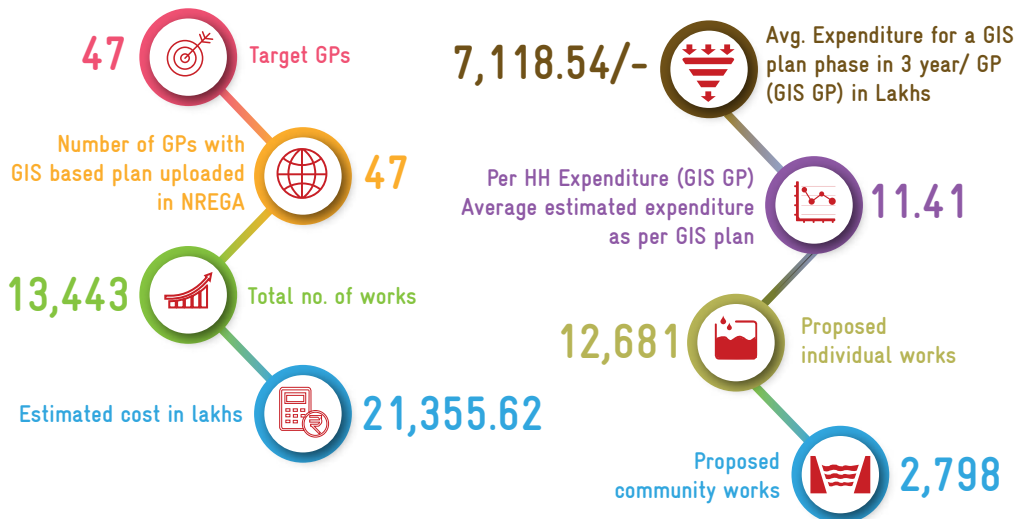 47
Target GPs
Number of GPs with
GIS based plan uploaded
in NREGA
47
13,443
Total no. of works
Estimated cost in lakhs
21,355.62
7,118.54/-
Avg. Expenditure for a GIS
plan phase in 3 year/ GP
(GIS GP) in Lakhs
Per HH Expenditure (GIS GP)
Average estimated expenditure
as per GIS plan
11.41
12,681
Proposed
individual works
Proposed
community works
2,798